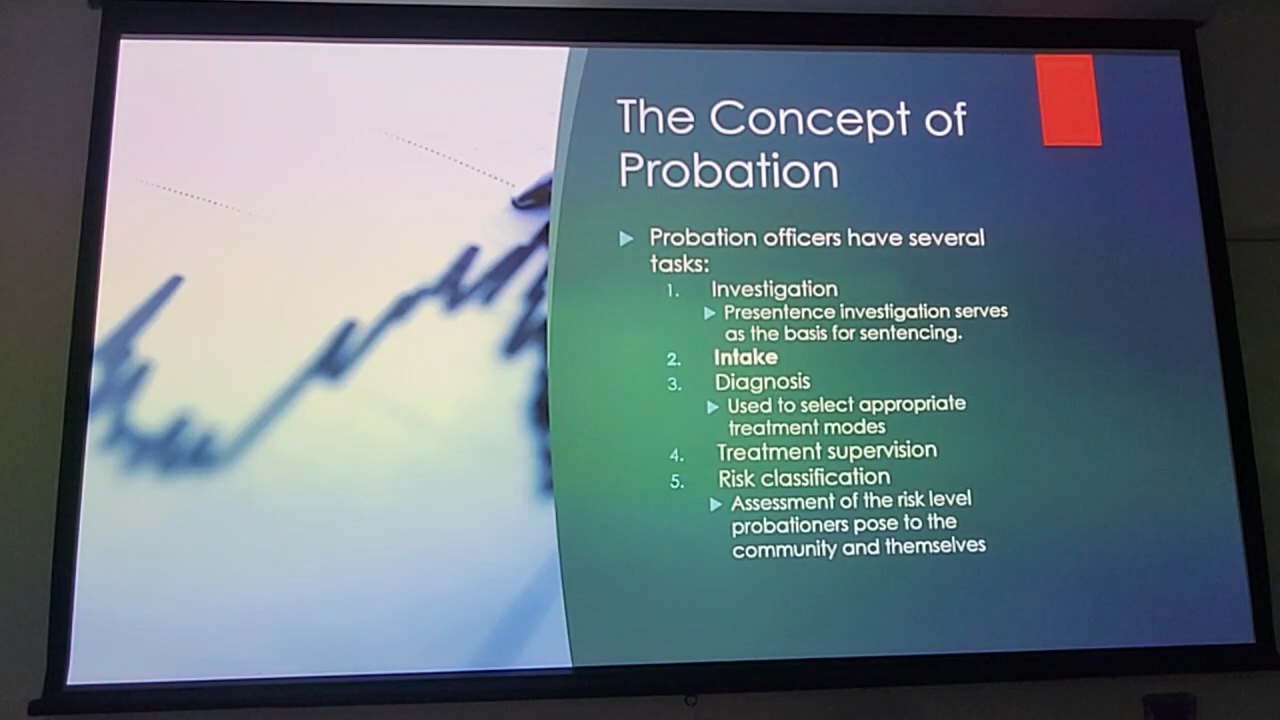 The Concept of
Probation
Probation officers have several
tasks:
1. Investigation
Presentence investigation serves
as the basis for sentencing.
2. Intake
3. Diagnosis
Used to select appropriate
treatment modes
4. Treatment supervision
5. Risk classification
Assessment of the risk level
probationers pose to the
community and themselves